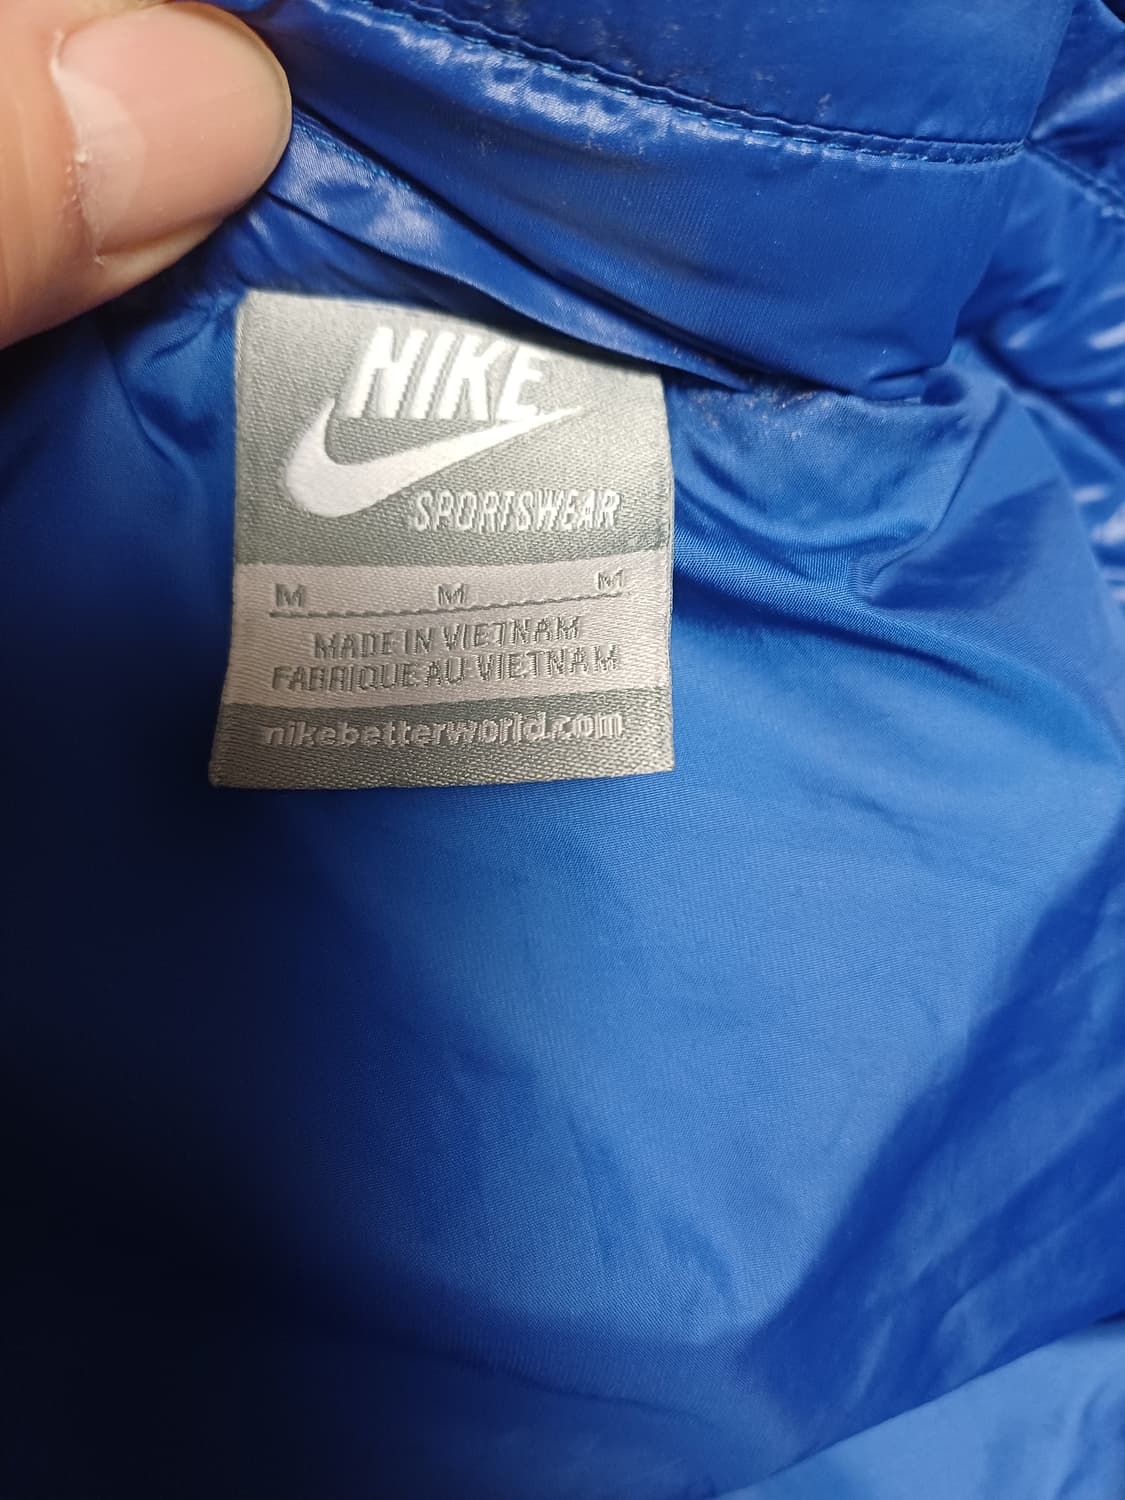 NIKE
SPORTSWEAR
M M M
MADE IN VIETNAM
FABRIQUE AU VIETNAM
nikebetterworld.com